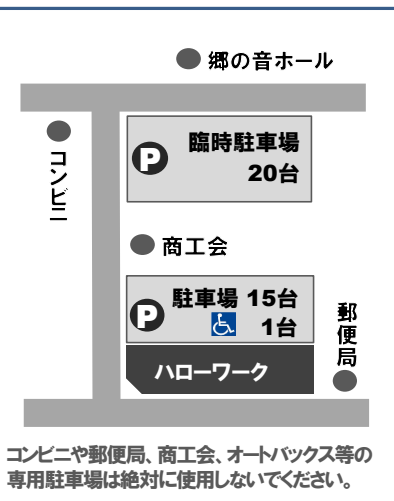 郷の音ホール
コンビニ
P
臨時駐車場
20台
商工会
P
駐車場 15台
1台
郵便局
ハローワーク
コンビニや郵便局、商工会、オートバックス等の
専用駐車場は絶対に使用しないでください。